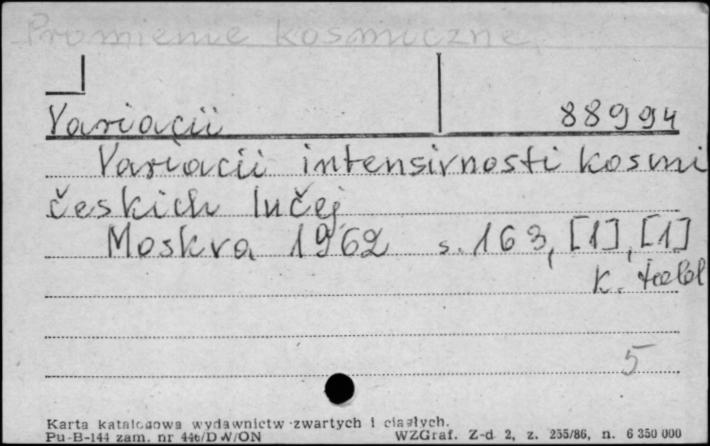 Promienie kosmiczne
Variacii 88994
Variacii intensivnosti kosmi
českich lučej
Moskva 1962 s. 163, [1], [1]
k. tabl
5
Karta katalogowa wydawnictw zwartych i ciągłych.
Pu-B-144 zam. nr 446/DW/ON WZGraf. Z-d 2, z. 255/86, n. 6 350 000